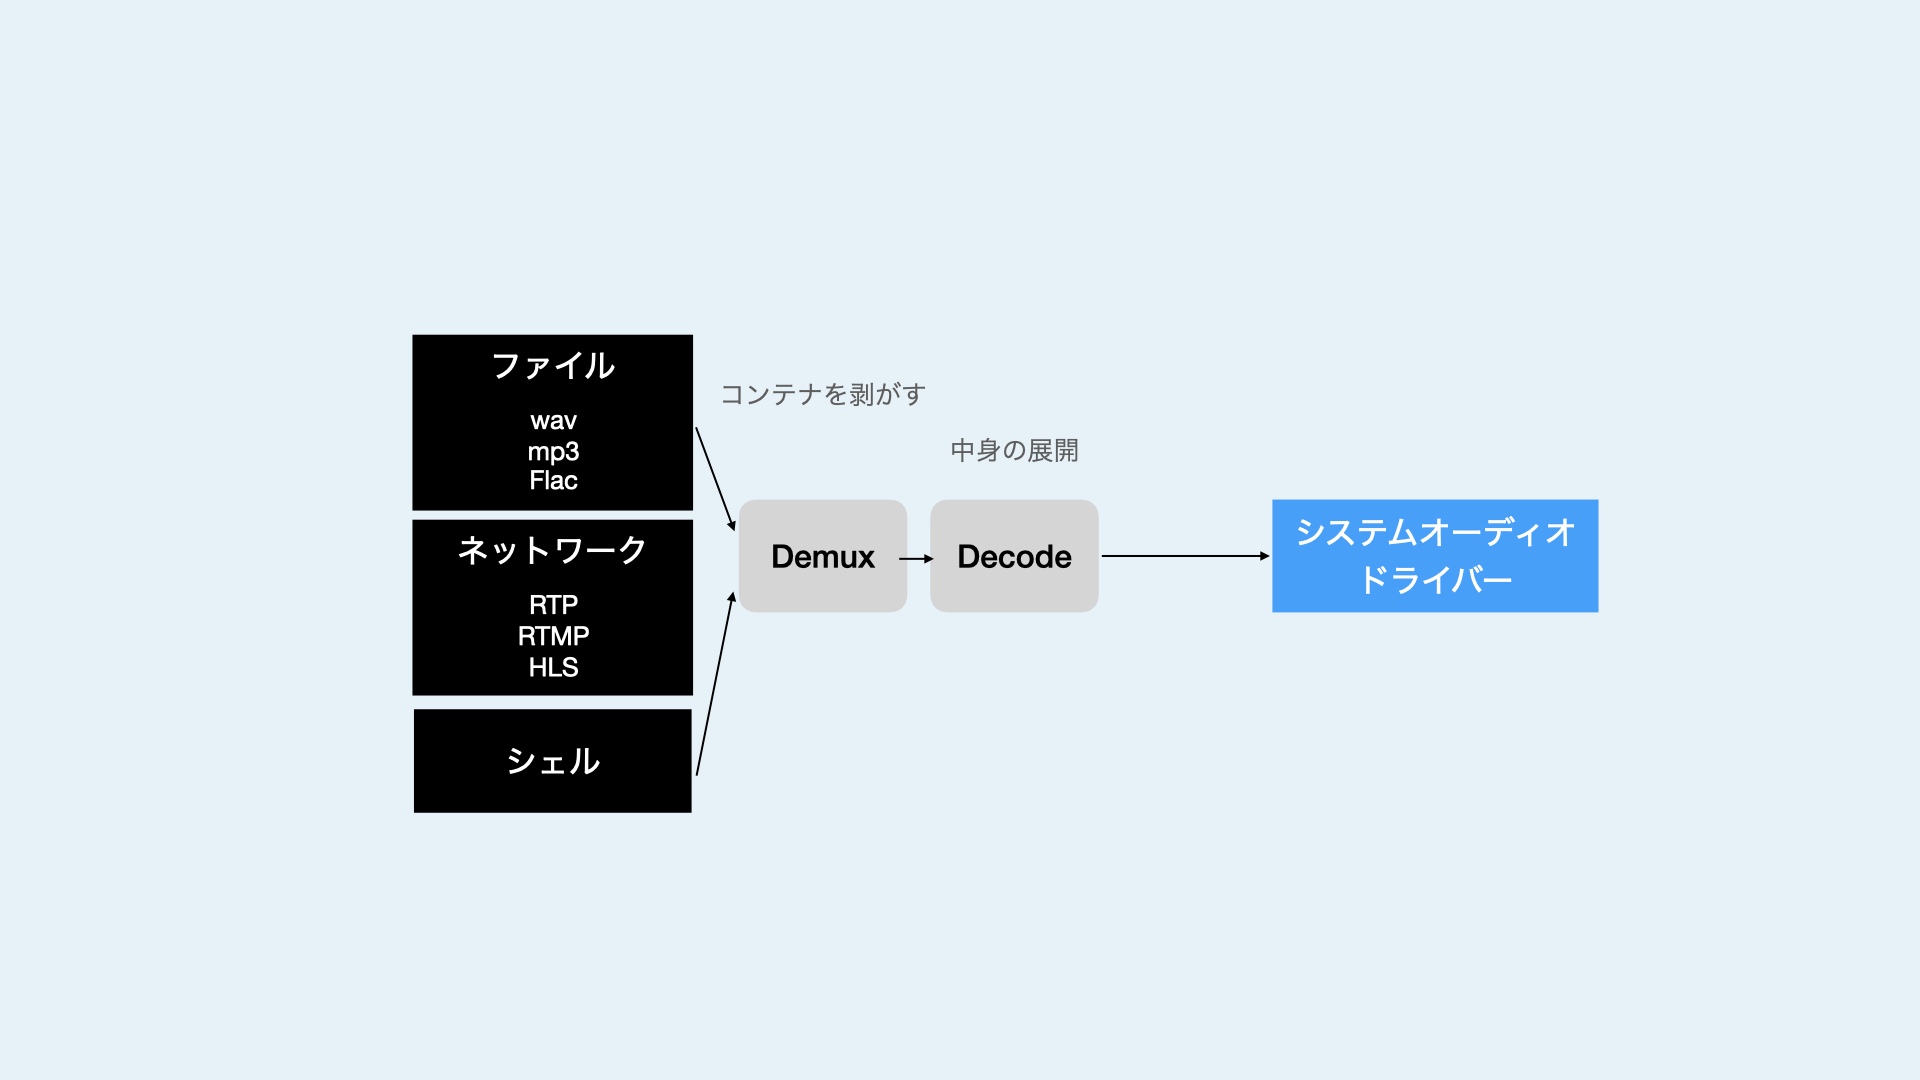 ファイル
wav
mp3
Flac
ネットワーク
RTP
RTMP
HLS
シェル
コンテナを剥がす
中身の展開
Demux
Decode
システムオーディオ
ドライバー